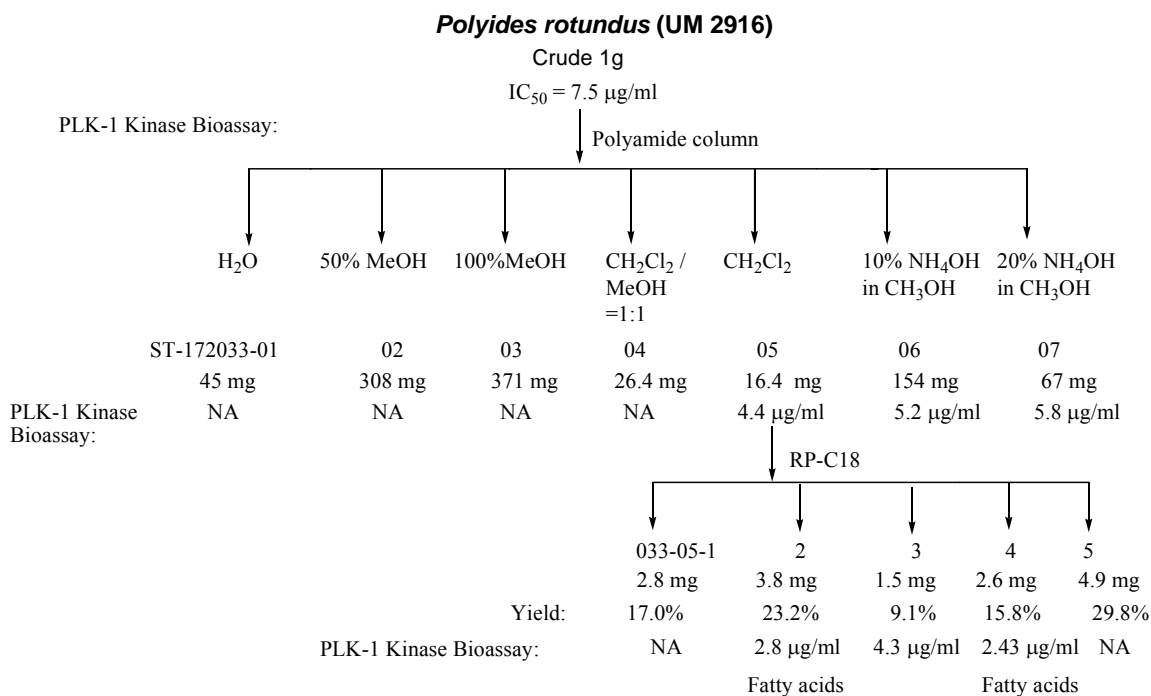 Polyides rotundus (UM 2916)
Crude 1g
IC50 = 7.5 μg/ml
PLK-1 Kinase Bioassay:
Polyamide column
H2O 50% MeOH 100%MeOH CH2Cl2 / MeOH =1:1 CH2Cl2 10% NH4OH in CH3OH 20% NH4OH in CH3OH
ST-172033-01 02 03 04 05 06 07
45 mg 308 mg 371 mg 26.4 mg 16.4 mg 154 mg 67 mg
PLK-1 Kinase Bioassay: NA NA NA NA 4.4 μg/ml 5.2 μg/ml 5.8 μg/ml
RP-C18
033-05-1 2 3 4 5
2.8 mg 3.8 mg 1.5 mg 2.6 mg 4.9 mg
Yield: 17.0% 23.2% 9.1% 15.8% 29.8%
PLK-1 Kinase Bioassay: NA 2.8 μg/ml 4.3 μg/ml 2.43 μg/ml NA
Fatty acids Fatty acids